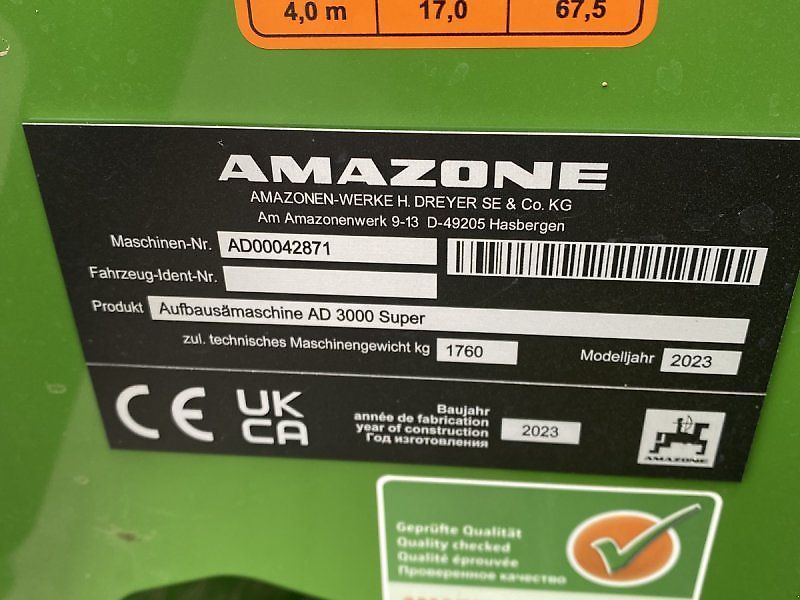 4,0 m 17,0 67,5
AMAZONE
AMAZONEN-WERKE H. DREYER SE & Co. KG
Am Amazonenwerk 9-13 D-49205 Hasbergen
Maschinen-Nr. AD00042871
Fahrzeug-Ident-Nr.
Produkt Aufbausämaschine AD 3000 Super
zul. technisches Maschinengewicht kg 1760 Modelljahr 2023
CE UK CA
Baujahr
année de fabrication
year of construction 2023
Год изготовления
AMAZONE
Geprüfte Qualität
Quality checked
Qualité éprouvée
Проверенное качество